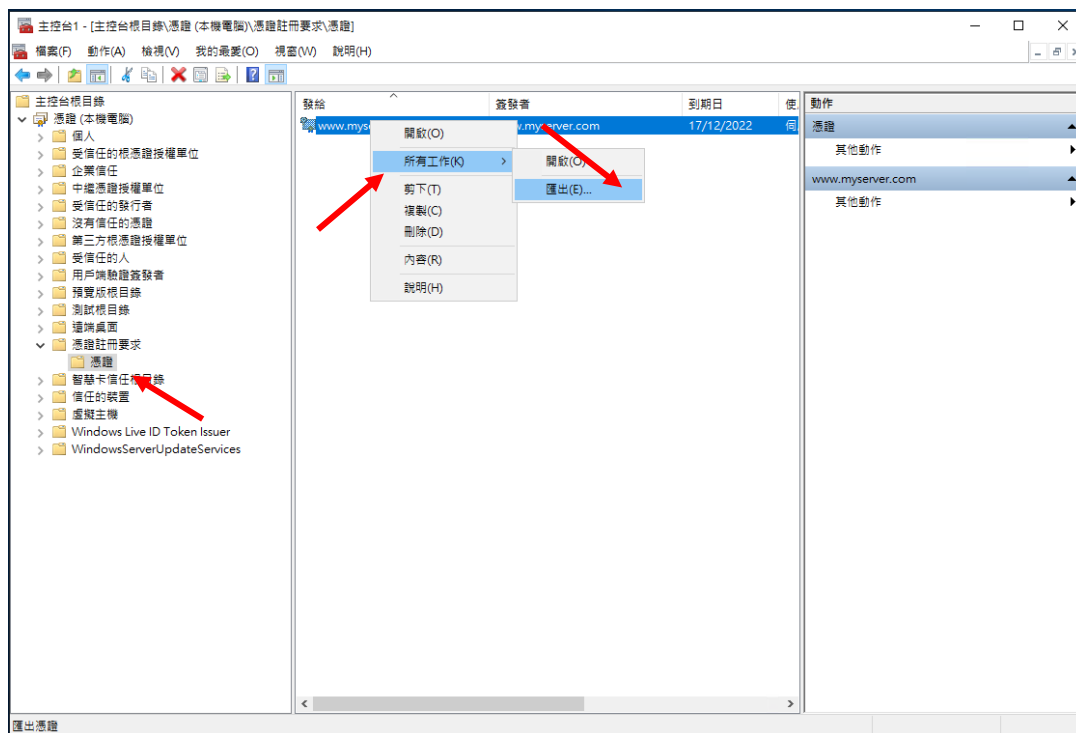 主控台1 - [主控台根目錄\憑證 (本機電腦)\憑證註冊要求\憑證]
檔案(F) 動作(A) 檢視(V) 我的最愛(O) 視窗(W) 說明(H)
主控台根目錄
憑證 (本機電腦)
個人
受信任的根憑證授權單位
企業信任
中繼憑證授權單位
受信任的發行者
沒有信任的憑證
第三方根憑證授權單位
受信任的人
用戶端驗證簽發者
預覽版根目錄
測試根目錄
遠端桌面
憑證註冊要求
憑證
智慧卡信任根目錄
信任的裝置
虛擬主機
Windows Live ID Token Issuer
WindowsServerUpdateServices
發給 簽發者 到期日 使
www.mys .myserver.com 17/12/2022 伺
開啟(O)
所有工作(K)
剪下(T)
複製(C)
刪除(D)
內容(R)
說明(H)
開啟(O)
匯出(E)...
動作
憑證
其他動作
www.myserver.com
其他動作
匯出憑證